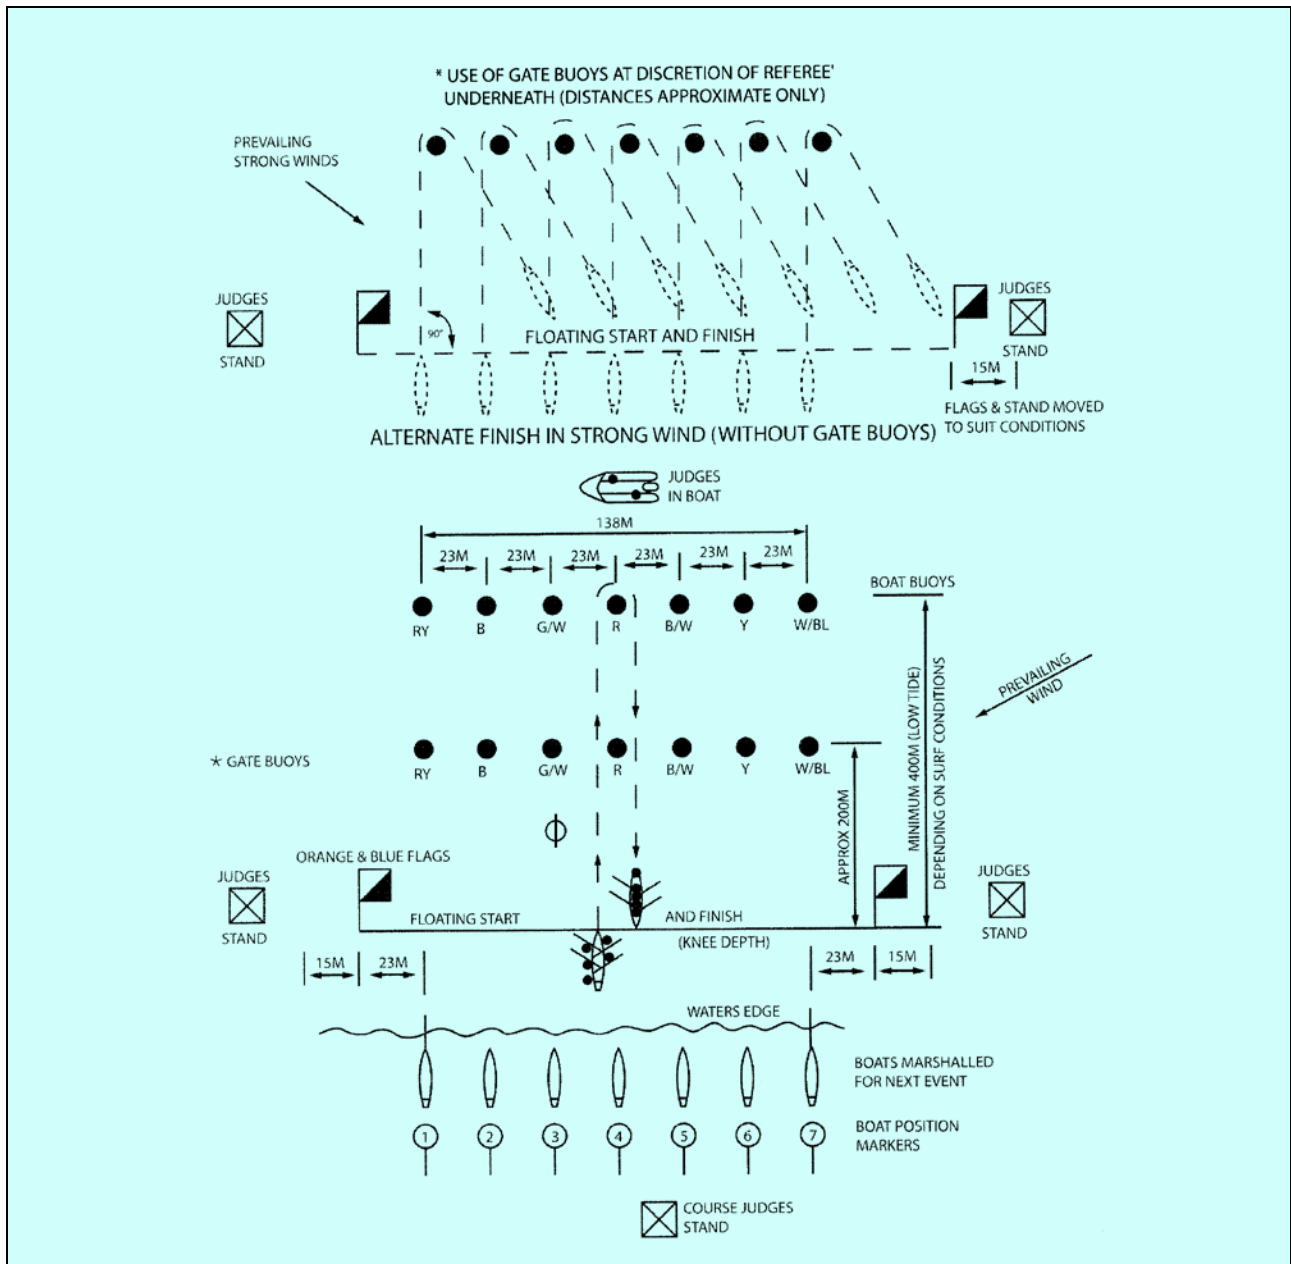 * USE OF GATE BUOYS AT DISCRETION OF REFEREE'
UNDERNEATH (DISTANCES APPROXIMATE ONLY)
PREVAILING
STRONG WINDS
JUDGES
STAND
90°
FLOATING START AND FINISH
JUDGES
STAND
15M
FLAGS & STAND MOVED
TO SUIT CONDITIONS
ALTERNATE FINISH IN STRONG WIND (WITHOUT GATE BUOYS)
JUDGES
IN BOAT
138M
23M 23M 23M 23M 23M 23M
BOAT BUOYS
RY B G/W R B/W Y W/BL
PREVAILING
WIND
MINIMUM 400M (LOW TIDE)
DEPENDING ON SURF CONDITIONS
* GATE BUOYS
RY B G/W R B/W Y W/BL
APPROX 200M
ORANGE & BLUE FLAGS
JUDGES
STAND
FLOATING START
AND FINISH
(KNEE DEPTH)
JUDGES
STAND
15M 23M
23M 15M
WATERS EDGE
BOATS MARSHALLED
FOR NEXT EVENT
1 2 3 4 5 6 7
BOAT POSITION
MARKERS
COURSE JUDGES
STAND